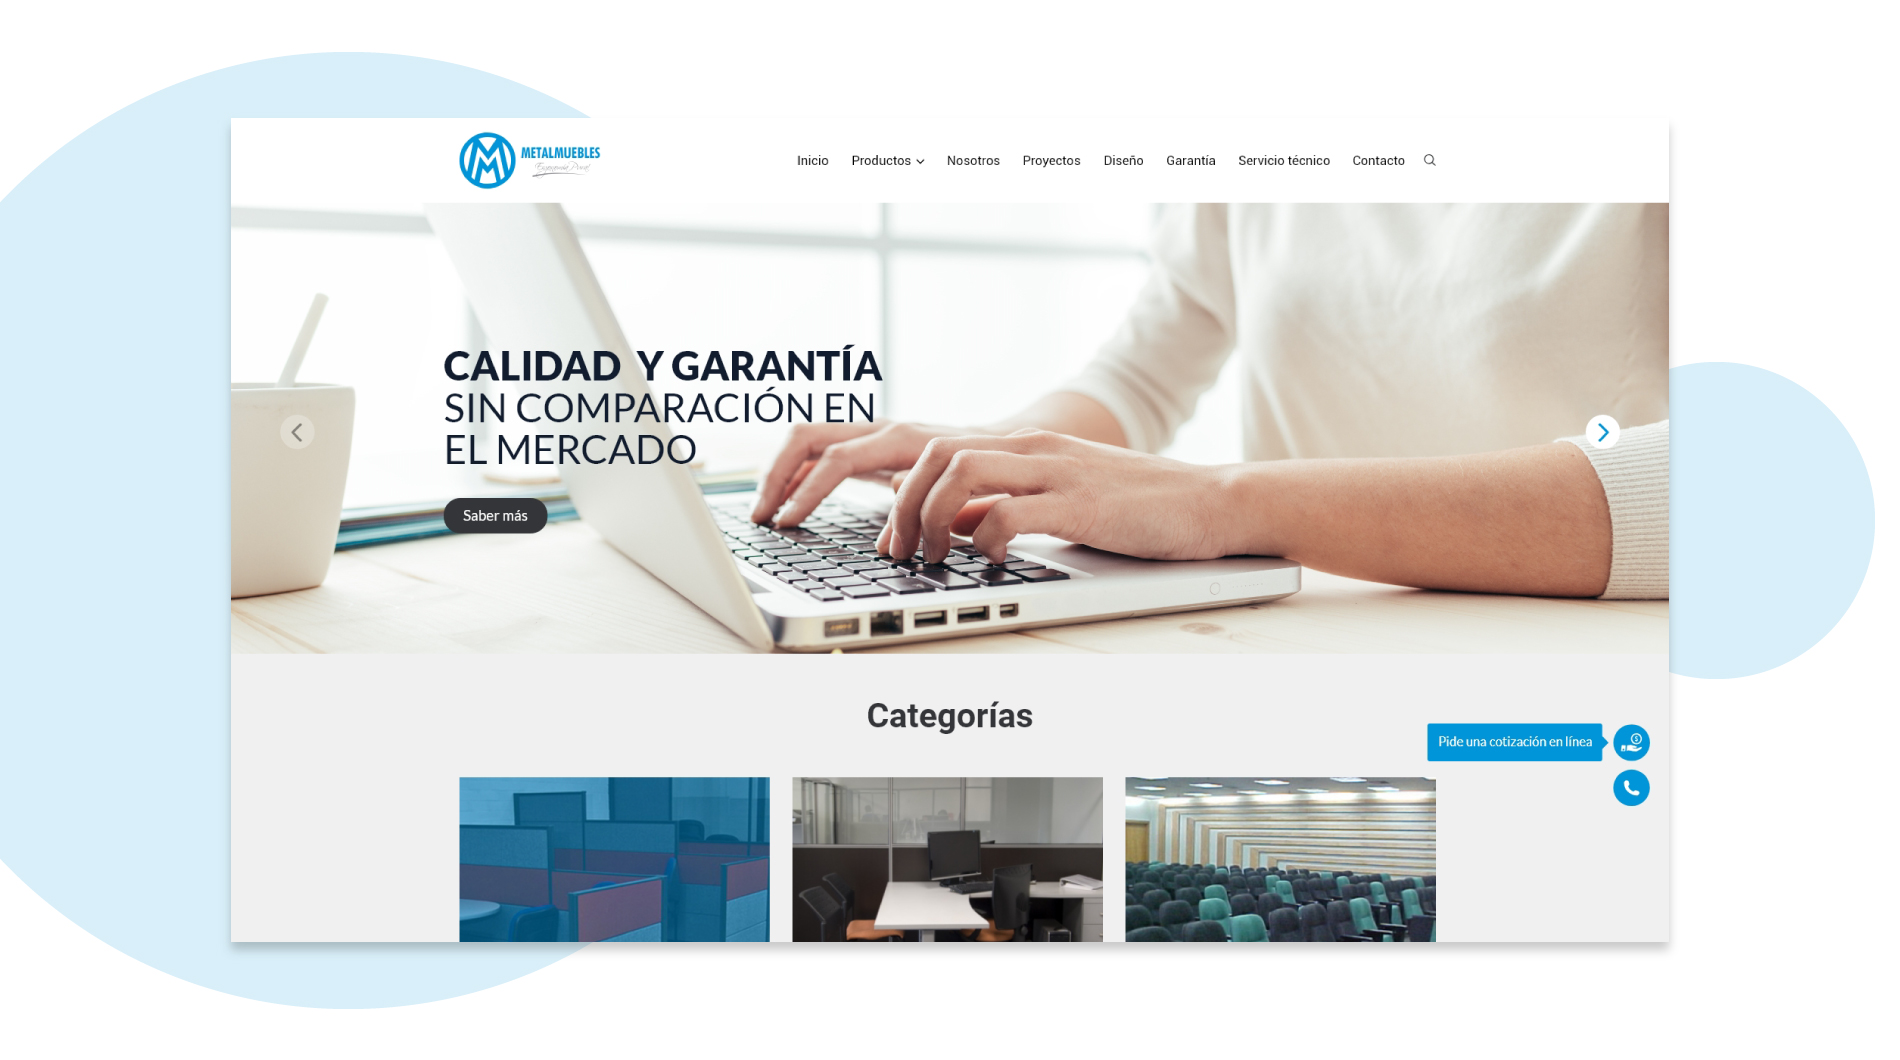 METALMUEBLES
Inicio Productos Nosotros Proyectos Diseño Garantía Servicio técnico Contacto
CALIDAD Y GARANTÍA
SIN COMPARACIÓN EN
EL MERCADO
Saber más
Categorías
Pide una cotización en línea